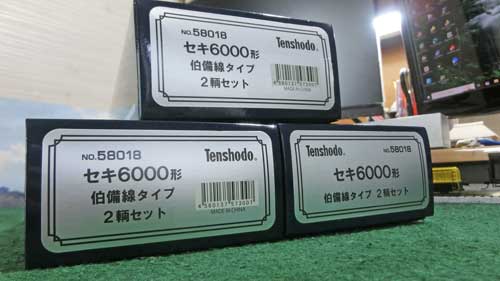 NO.58018
Tenshodo®
セキ6000形
伯備線タイプ
2輌セット
4580137573007
MADE IN CHINA
NO.58018
Tenshodo®
セキ6000形
伯備線タイプ
2輌セット
4580137573007
MADE IN CHINA
Tenshodo®
NO.58018
セキ6000形
伯備線タイプ
2輌セット